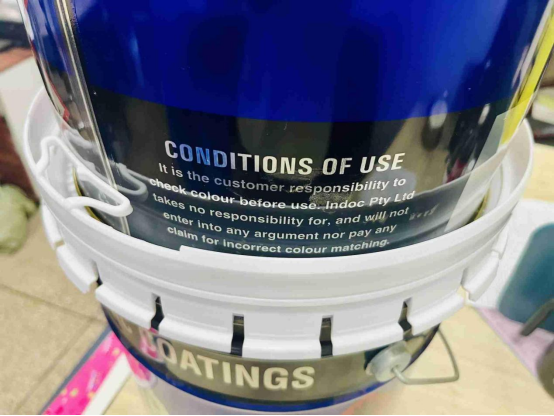 CONDITIONS OF USE
It is the customer responsibility to
check colour before use. Indoc Pty Ltd
takes no responsibility for, and will not
enter into any argument nor pay any
claim for incorrect colour matching.
COATINGS